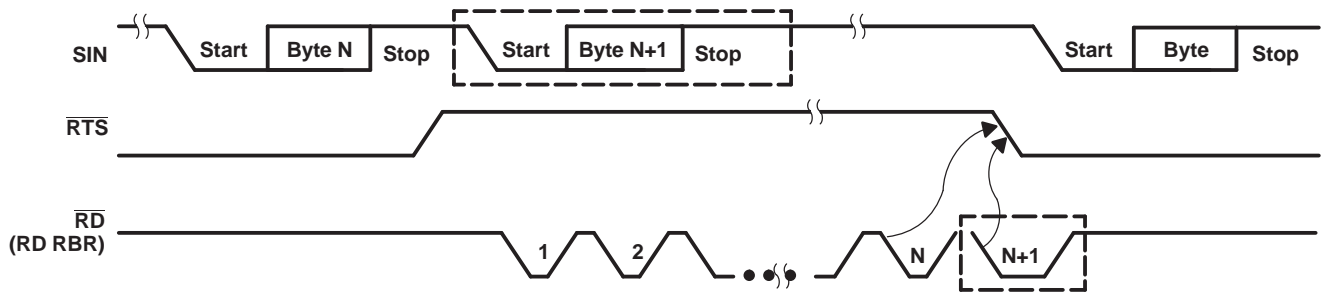 SIN
Start
Byte N
Stop
Start
Byte N+1
Stop
Start
Byte
Stop
RTS
RD
(RD RBR)
1
2
N
N+1